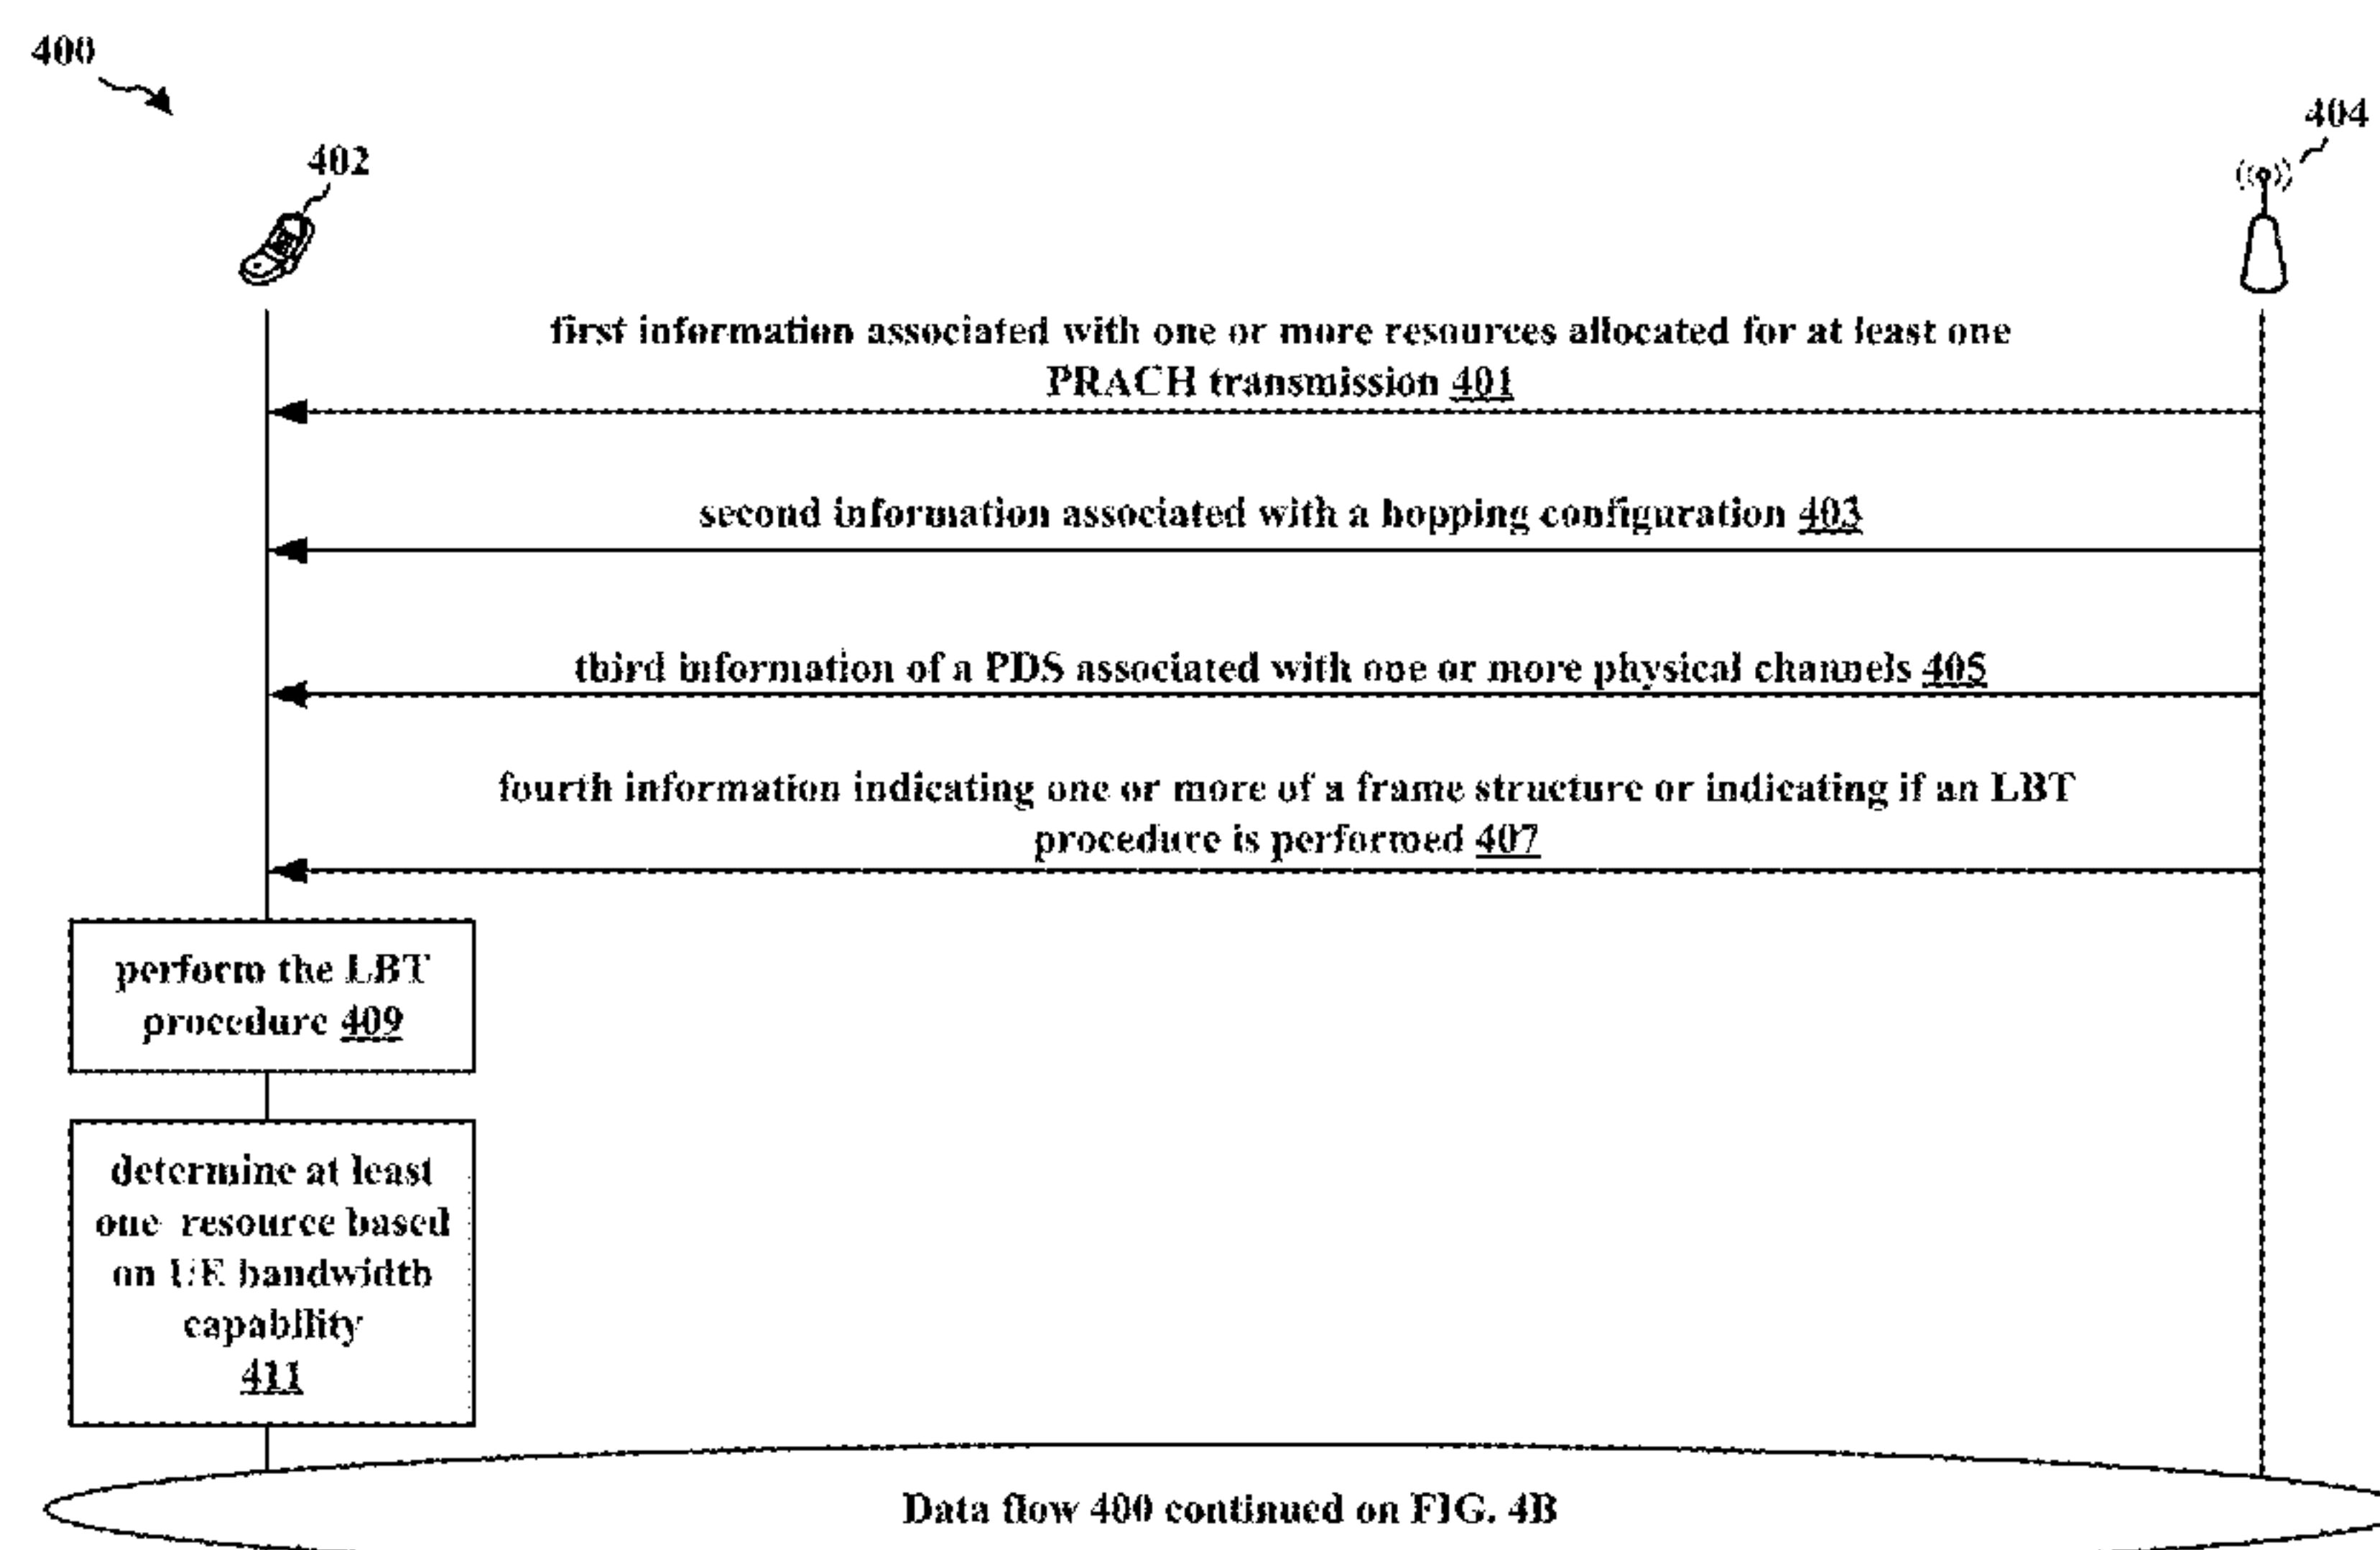 400
402
404
first information associated with one or more resources allocated for at least one
PRACH transmission 401
second information associated with a hopping configuration 403
third information of a PDS associated with one or more physical channels 405
fourth information indicating one or more of a frame structure or indicating if an LBT
procedure is performed 407
perform the LBT
procedure 409
determine at least
one resource based
on UE bandwidth
capability
411
Data flow 400 continued on FIG. 4B